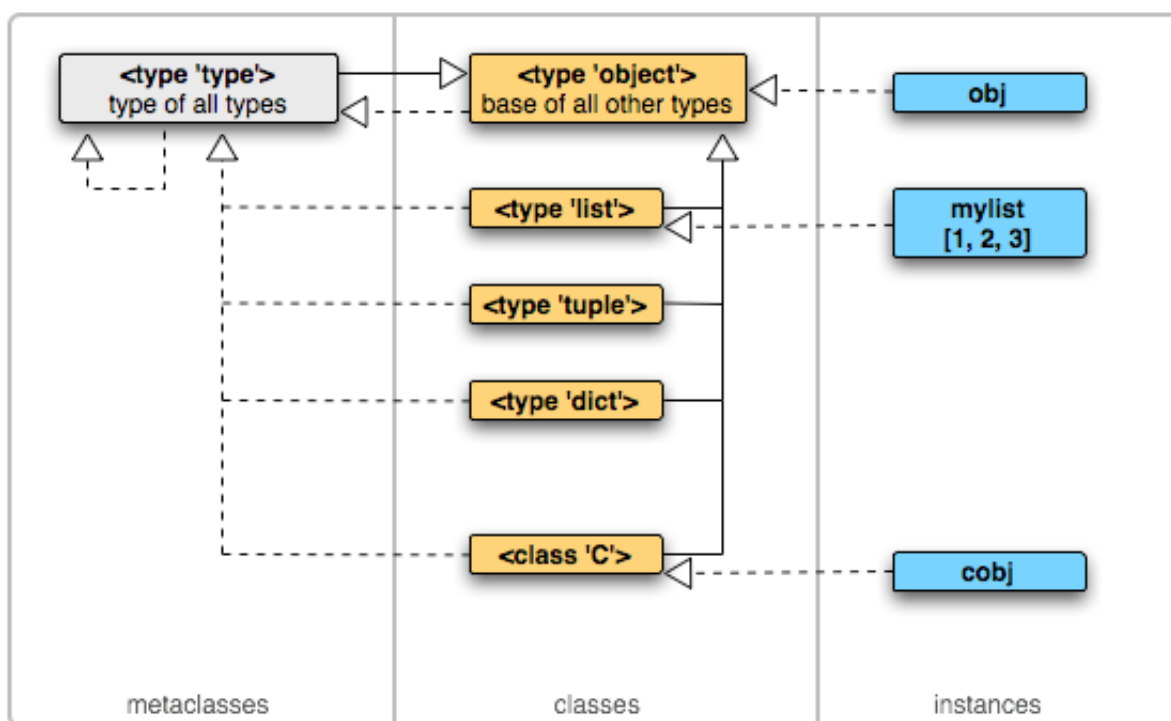 <type 'type'>
type of all types
<type 'object'>
base of all other types
obj
<type 'list'>
mylist
[1, 2, 3]
<type 'tuple'>
<type 'dict'>
<class 'C'>
cobj
metaclasses
classes
instances